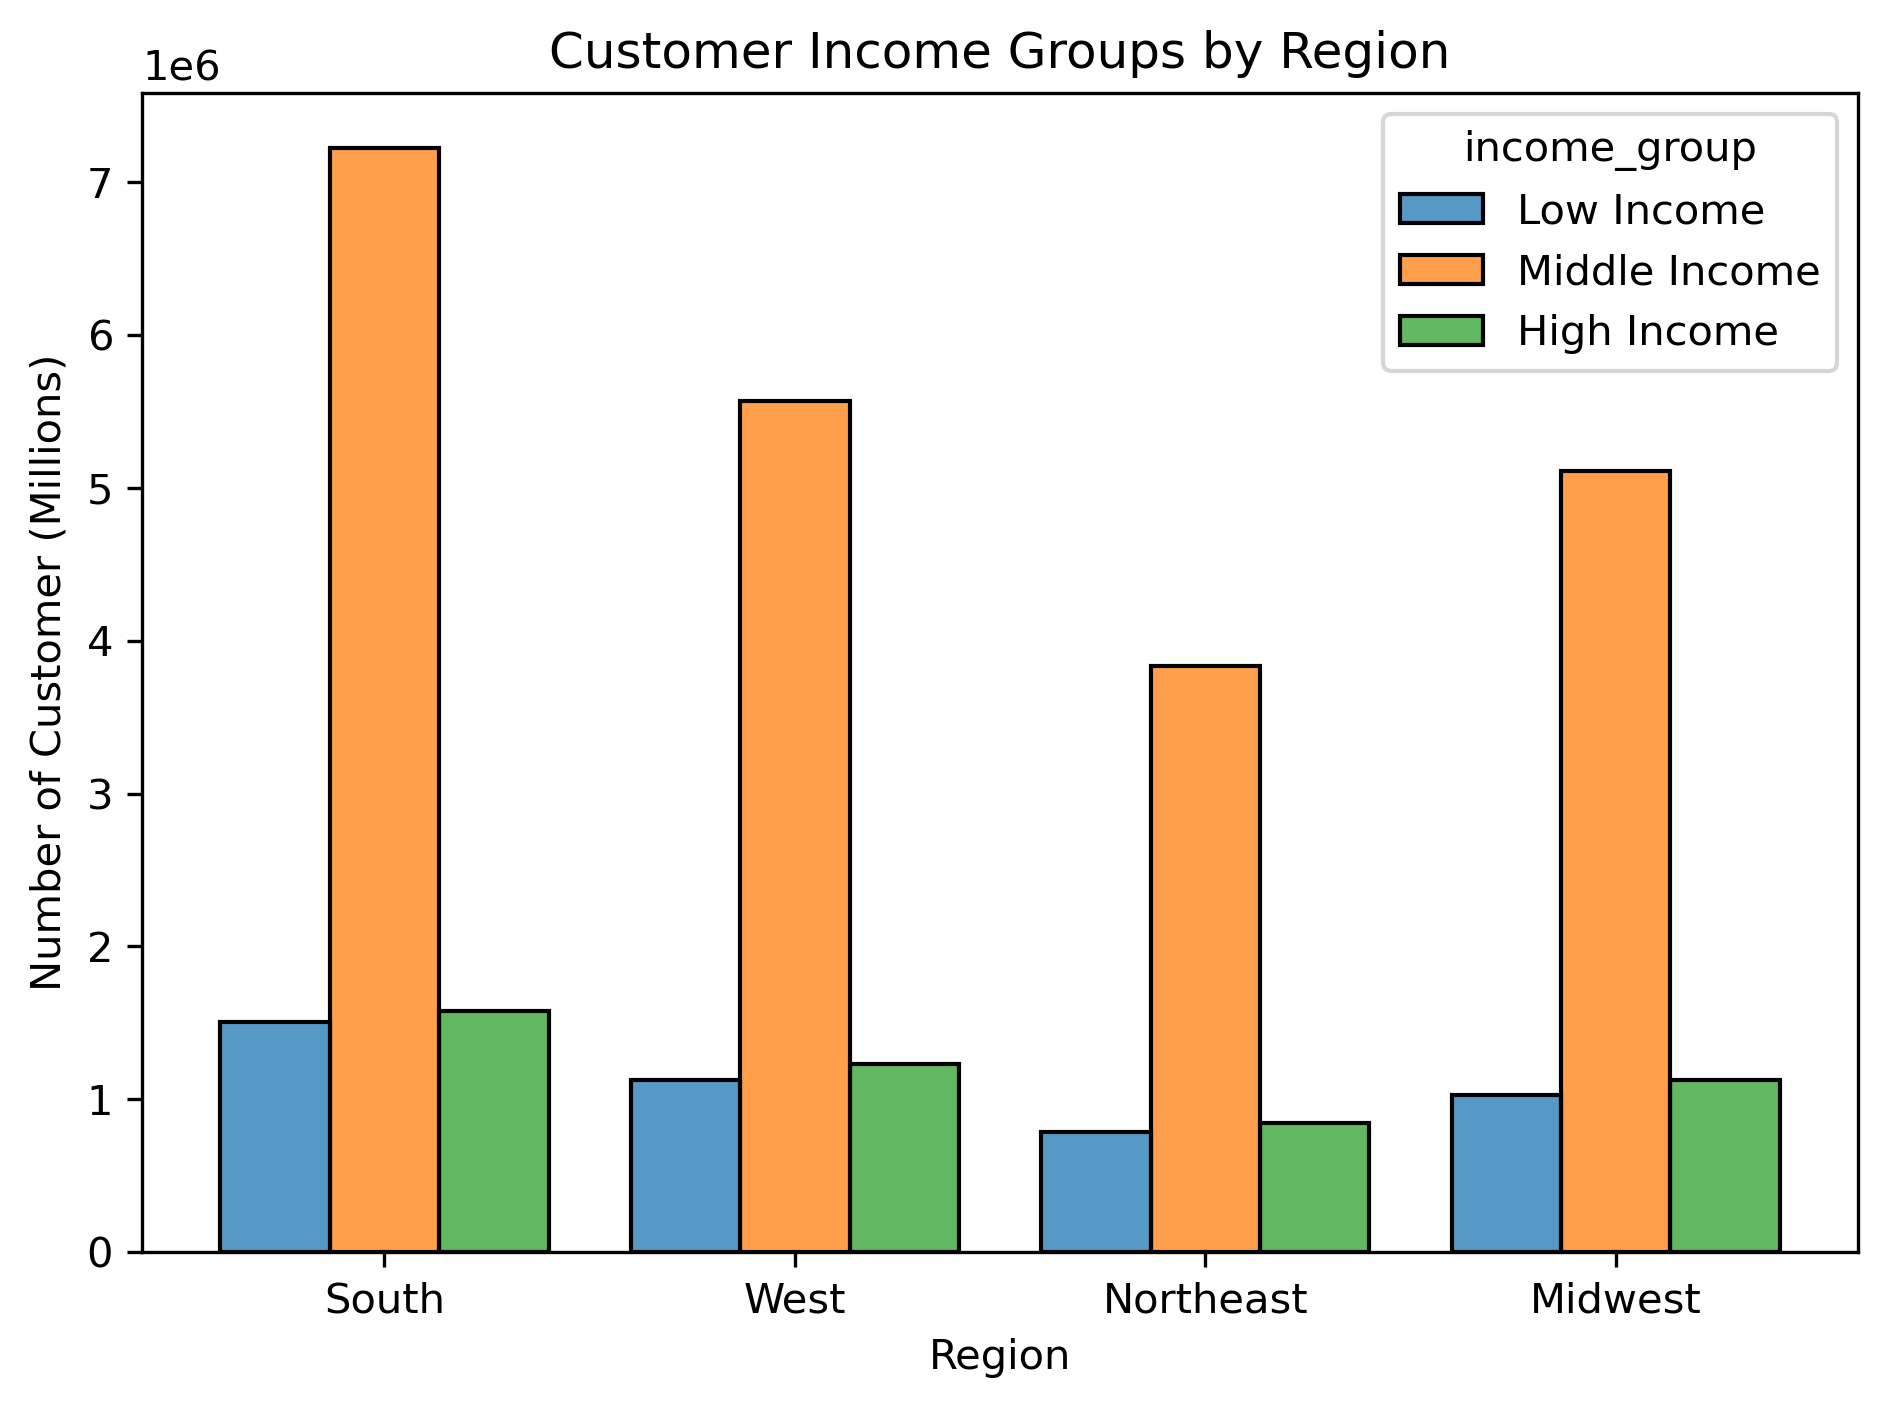 Customer Income Groups by Region
1e6
income_group
Low Income
Middle Income
High Income
Number of Customer (Millions)
7
6
5
4
3
2
1
0
South West Northeast Midwest
Region